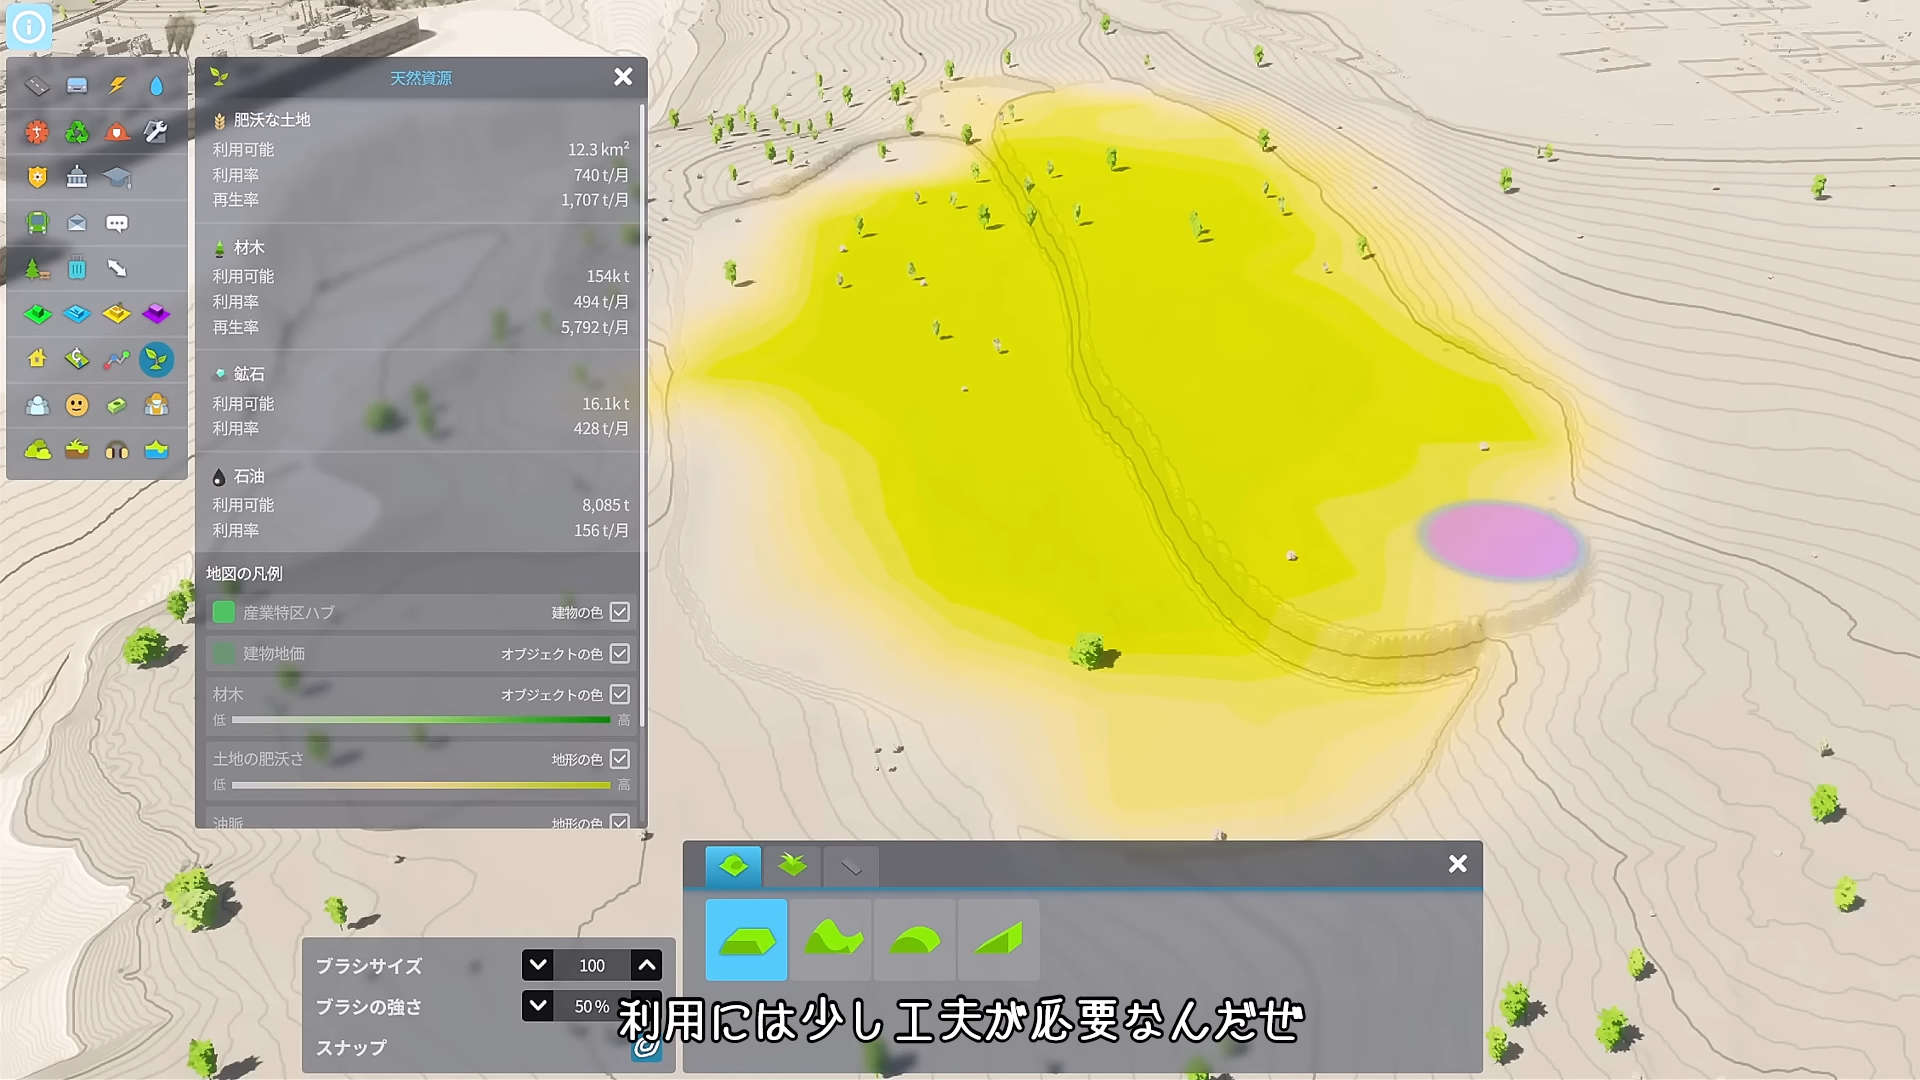 天然資源
肥沃な土地
利用可能 12.3 km²
利用率 740 t/月
再生率 1,707 t/月
材木
利用可能 154k t
利用率 494 t/月
再生率 5,792 t/月
鉱石
利用可能 16.1k t
利用率 428 t/月
石油
利用可能 8,085 t
利用率 156 t/月
地図の凡例
産業特区ハブ 建物の色
建物地価 オブジェクトの色
材木 オブジェクトの色
低 高
土地の肥沃さ 地形の色
低 高
油脈 地形の色
ブラシサイズ 100
ブラシの強さ 50 %
スナップ
利用には少し工夫が必要なんだぜ